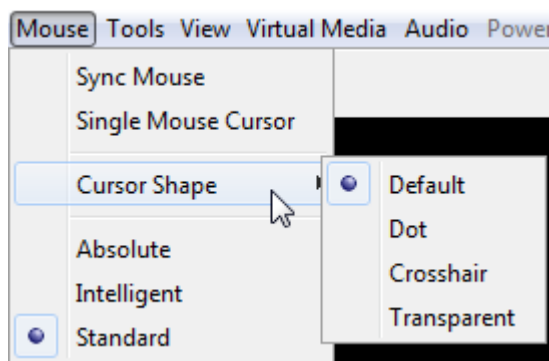 Mouse Tools View Virtual Media Audio Power
Sync Mouse
Single Mouse Cursor
Cursor Shape
Default
Dot
Crosshair
Transparent
Absolute
Intelligent
Standard